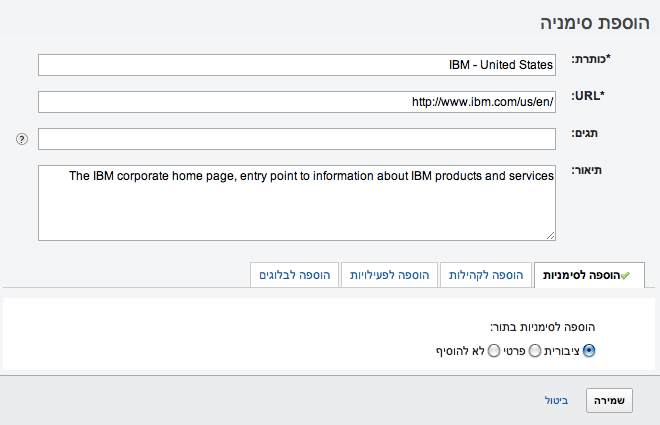 הוספת סימניה
*כותרת:
IBM - United States
*URL:
http://www.ibm.com/us/en/
תגים:
?
תיאור:
The IBM corporate home page, entry point to information about IBM products and services
הוספה לסימניות הוספה לקהילות הוספה לפעילויות הוספה לבלוגים
הוספה לסימניות בתור:
ציבורית פרטי לא להוסיף
שמירה ביטול